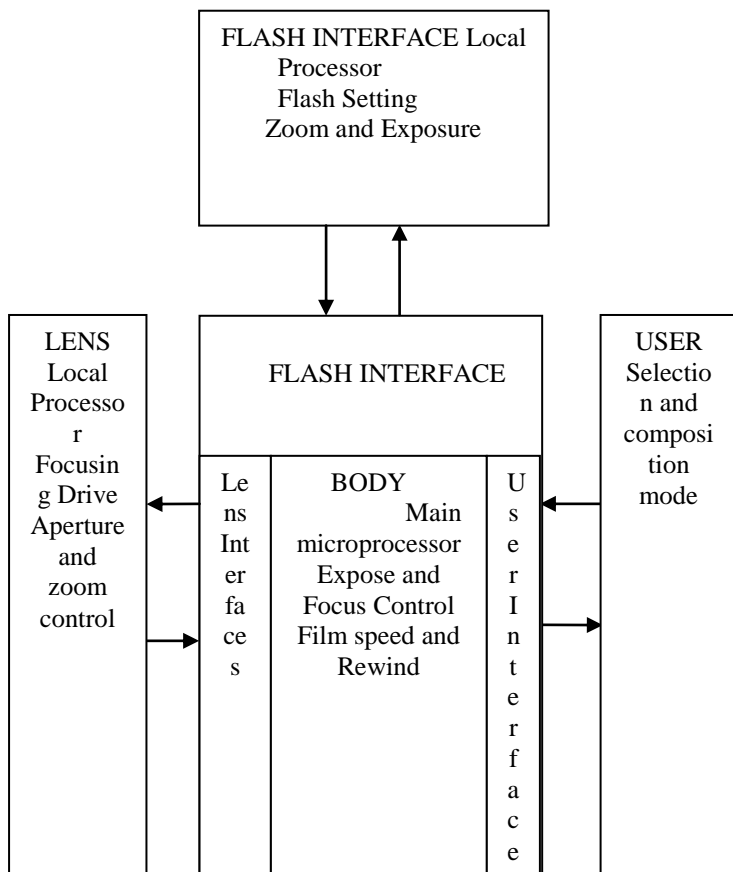 FLASH INTERFACE Local
Processor
Flash Setting
Zoom and Exposure
LENS
Local
Processo
r
Focusin
g Drive
Aperture
and
zoom
control
FLASH INTERFACE
Le
ns
Int
er
fa
ce
s
BODY
Main
microprocessor
Expose and
Focus Control
Film speed and
Rewind
U
s
e
r
I
n
t
e
r
f
a
c
e
USER
Selectio
n and
composi
tion
mode